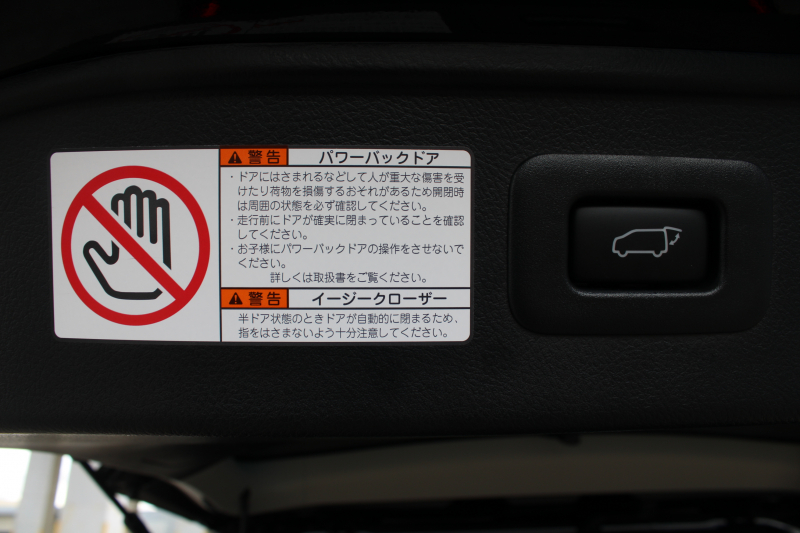 警告 パワーバックドア
・ドアにはさまれるなどして人が重大な傷害を受
けたり荷物を損傷するおそれがあるため開閉時
は周囲の状態を必ず確認してください。
・走行前にドアが確実に閉まっていることを確認
してください。
・お子様にパワーバックドアの操作をさせないで
ください。
詳しくは取扱書をご覧ください。
警告 イージークローザー
半ドア状態のときドアが自動的に閉まるため、
指をはさまないよう十分注意してください。